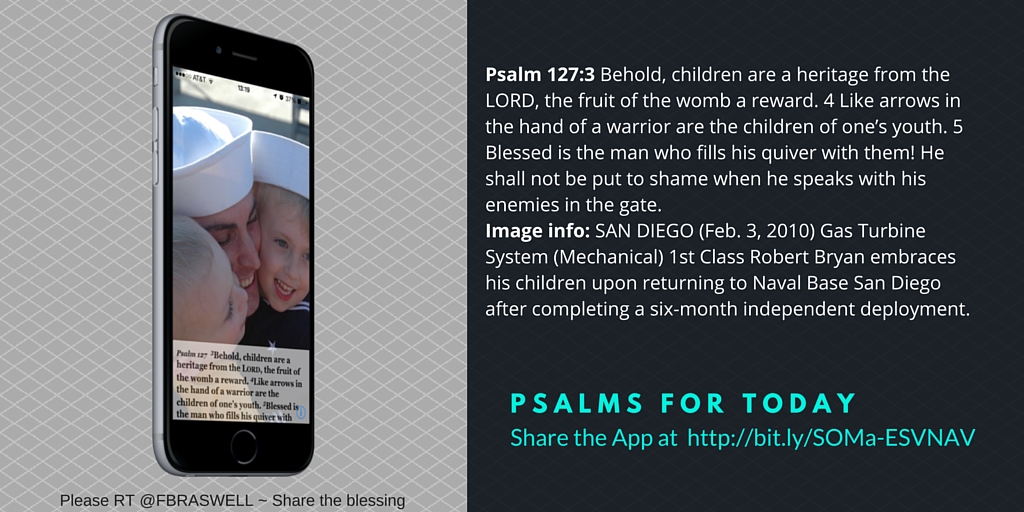 AT&T
13:19
37%
Psalm 127 ³Behold, children are a
heritage from the LORD, the fruit of
the womb a reward. ⁴Like arrows in
the hand of a warrior are the
children of one's youth. ⁵Blessed is
the man who fills his quiver with
Please RT @FBRASWELL ~ Share the blessing
Psalm 127:3 Behold, children are a heritage from the
LORD, the fruit of the womb a reward. 4 Like arrows in
the hand of a warrior are the children of one’s youth. 5
Blessed is the man who fills his quiver with them! He
shall not be put to shame when he speaks with his
enemies in the gate.
Image info: SAN DIEGO (Feb. 3, 2010) Gas Turbine
System (Mechanical) 1st Class Robert Bryan embraces
his children upon returning to Naval Base San Diego
after completing a six-month independent deployment.
PSALMS FOR TODAY
Share the App at http://bit.ly/SOMa-ESVNAV